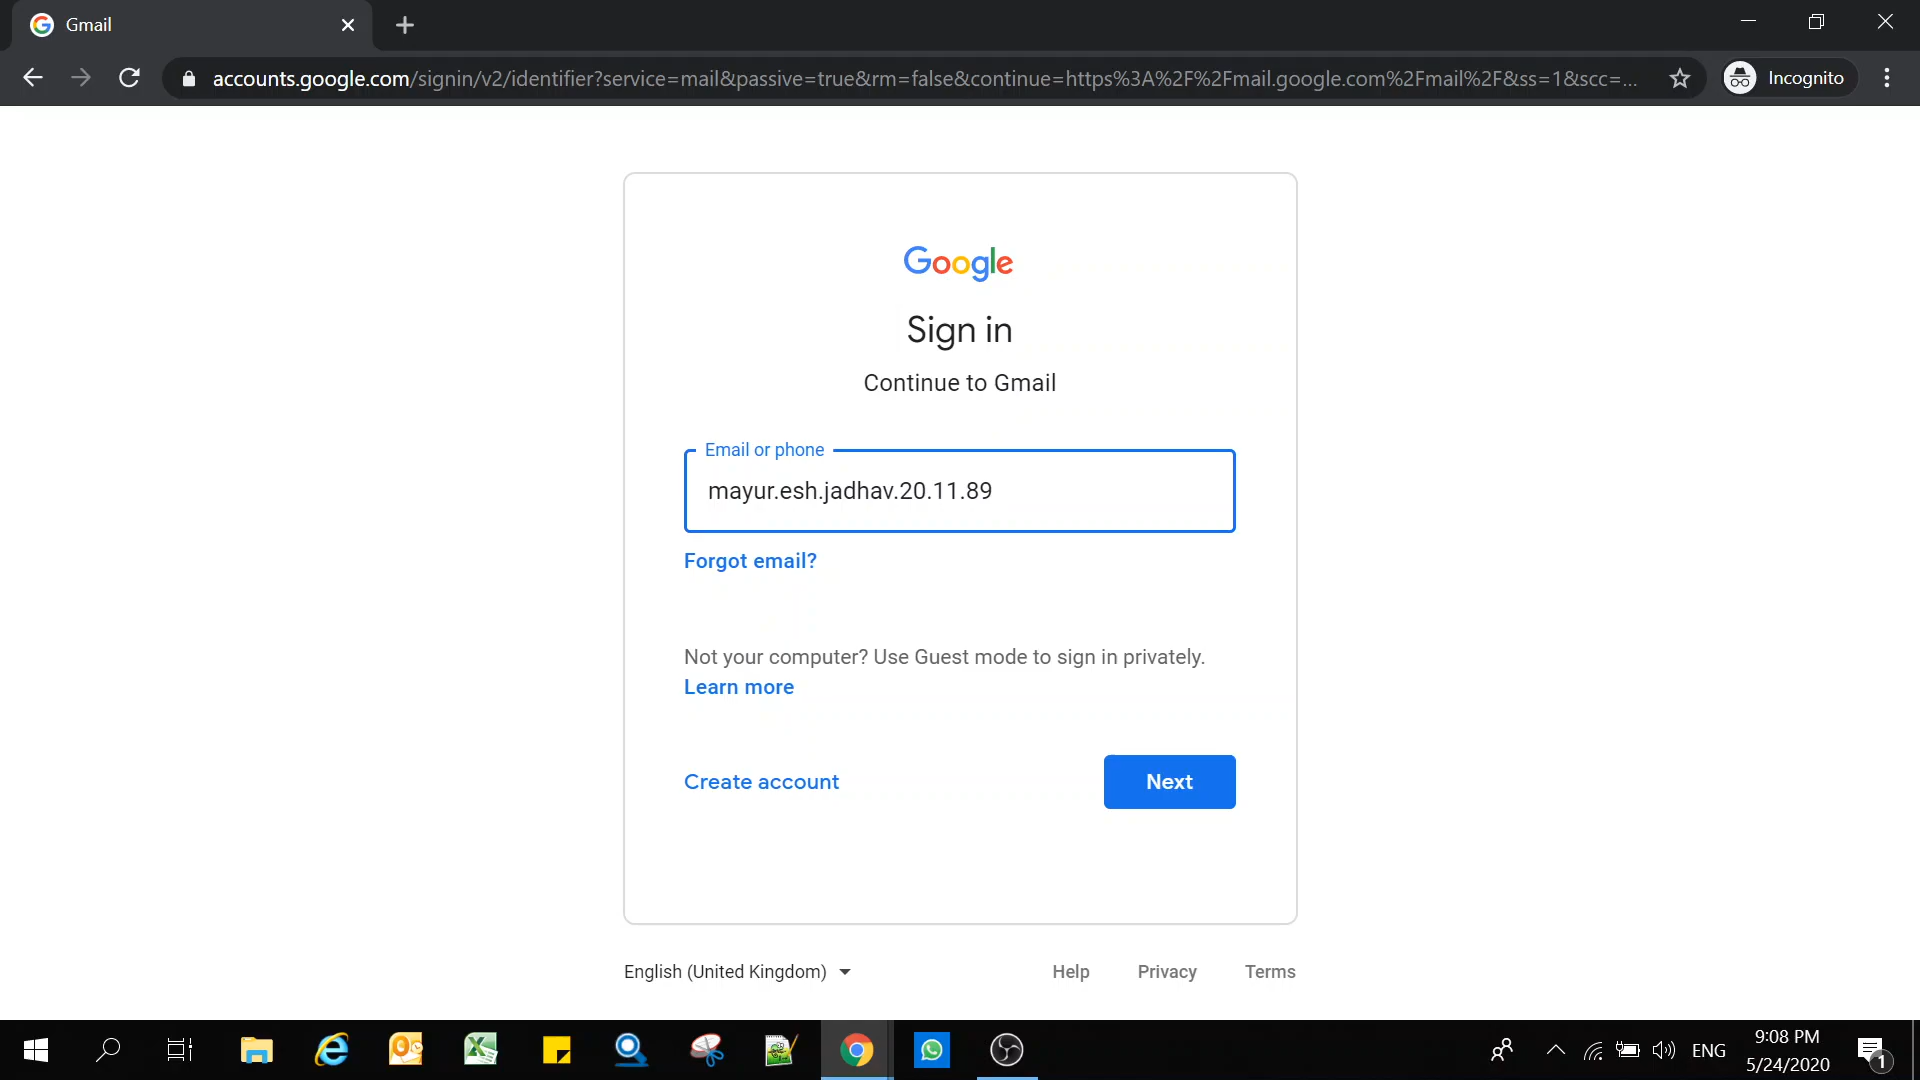 Gmail
accounts.google.com/signin/v2/identifier?service=mail&passive=true&rm=false&continue=https%3A%2F%2Fmail.google.com%2Fmail%2F&ss=1&scc=...
Incognito
Google
Sign in
Continue to Gmail
Email or phone
mayur.esh.jadhav.20.11.89
Forgot email?
Not your computer? Use Guest mode to sign in privately.
Learn more
Create account
Next
English (United Kingdom)
Help
Privacy
Terms
ENG
9:08 PM
5/24/2020
1